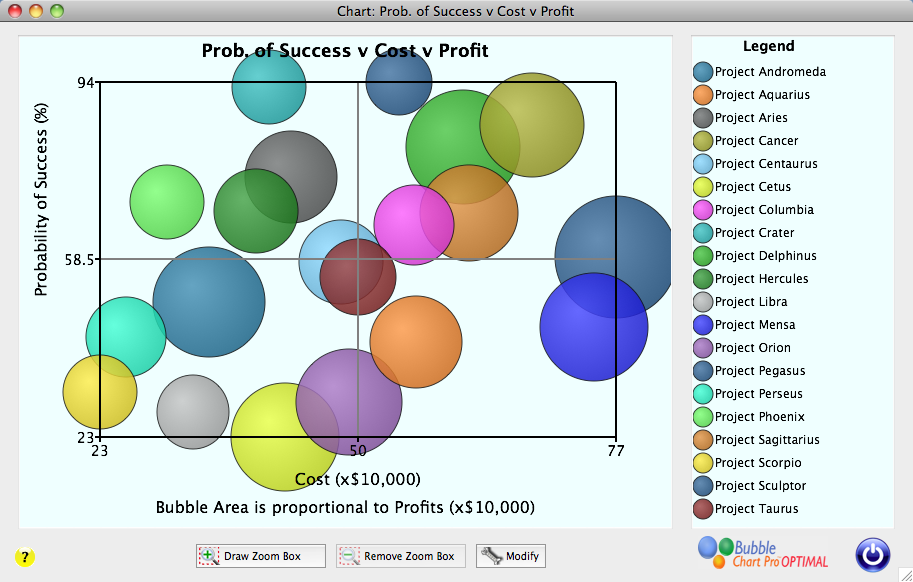 Chart: Prob. of Success v Cost v Profit
Prob. of Success v Cost v Profit
94
58.5
23
Probability of Success (%)
23
50
77
Cost (x$10,000)
Bubble Area is proportional to Profits (x$10,000)
Legend
Project Andromeda
Project Aquarius
Project Aries
Project Cancer
Project Centaurus
Project Cetus
Project Columbia
Project Crater
Project Delphinus
Project Hercules
Project Libra
Project Mensa
Project Orion
Project Pegasus
Project Perseus
Project Phoenix
Project Sagittarius
Project Scorpio
Project Sculptor
Project Taurus
?
Draw Zoom Box
Remove Zoom Box
Modify
Bubble
Chart Pro OPTIMAL